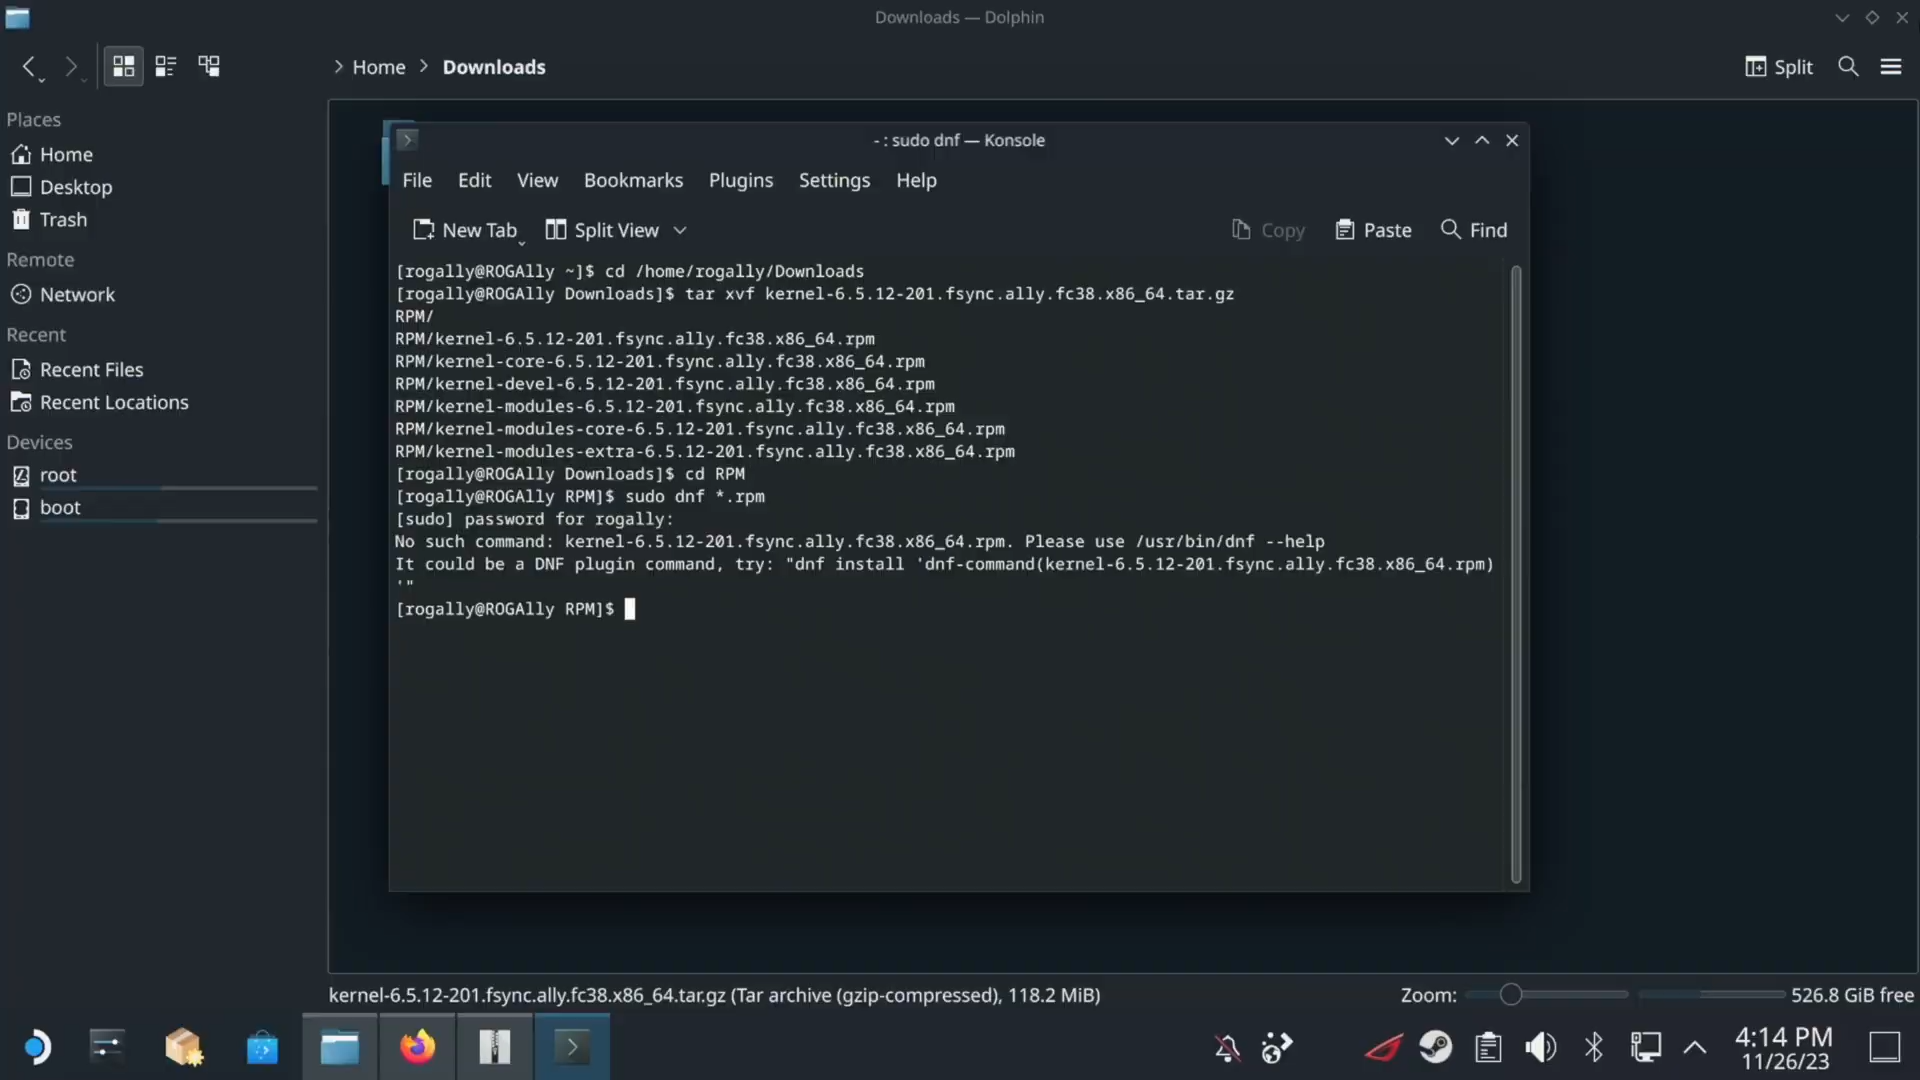 Downloads — Dolphin
Home
Downloads
Split
Places
Home
Desktop
Trash
Remote
Network
Recent
Recent Files
Recent Locations
Devices
root
boot
- : sudo dnf — Konsole
File Edit View Bookmarks Plugins Settings Help
New Tab Split View Copy Paste Find
[rogally@ROGAlly ~]$ cd /home/rogally/Downloads
[rogally@ROGAlly Downloads]$ tar xvf kernel-6.5.12-201.fsync.ally.fc38.x86_64.tar.gz
RPM/
RPM/kernel-6.5.12-201.fsync.ally.fc38.x86_64.rpm
RPM/kernel-core-6.5.12-201.fsync.ally.fc38.x86_64.rpm
RPM/kernel-devel-6.5.12-201.fsync.ally.fc38.x86_64.rpm
RPM/kernel-modules-6.5.12-201.fsync.ally.fc38.x86_64.rpm
RPM/kernel-modules-core-6.5.12-201.fsync.ally.fc38.x86_64.rpm
RPM/kernel-modules-extra-6.5.12-201.fsync.ally.fc38.x86_64.rpm
[rogally@ROGAlly Downloads]$ cd RPM
[rogally@ROGAlly RPM]$ sudo dnf *.rpm
[sudo] password for rogally:
No such command: kernel-6.5.12-201.fsync.ally.fc38.x86_64.rpm. Please use /usr/bin/dnf --help
It could be a DNF plugin command, try: "dnf install 'dnf-command(kernel-6.5.12-201.fsync.ally.fc38.x86_64.rpm)
'"
[rogally@ROGAlly RPM]$
kernel-6.5.12-201.fsync.ally.fc38.x86_64.tar.gz (Tar archive (gzip-compressed), 118.2 MiB)
Zoom:
526.8 GiB free
4:14 PM
11/26/23